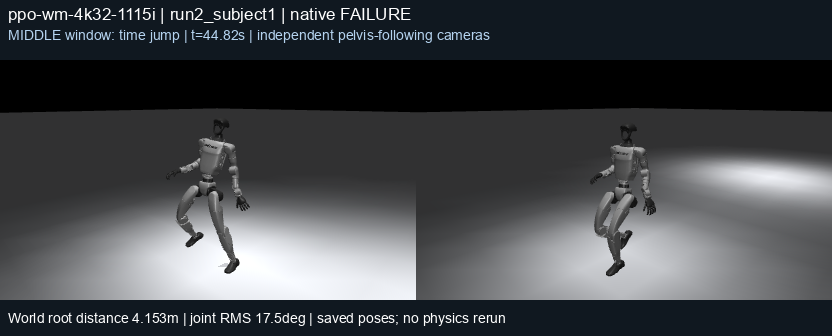 ppo-wm-4k32-1115i | run2_subject1 | native FAILURE
MIDDLE window: time jump | t=44.82s | independent pelvis-following cameras
World root distance 4.153m | joint RMS 17.5deg | saved poses; no physics rerun